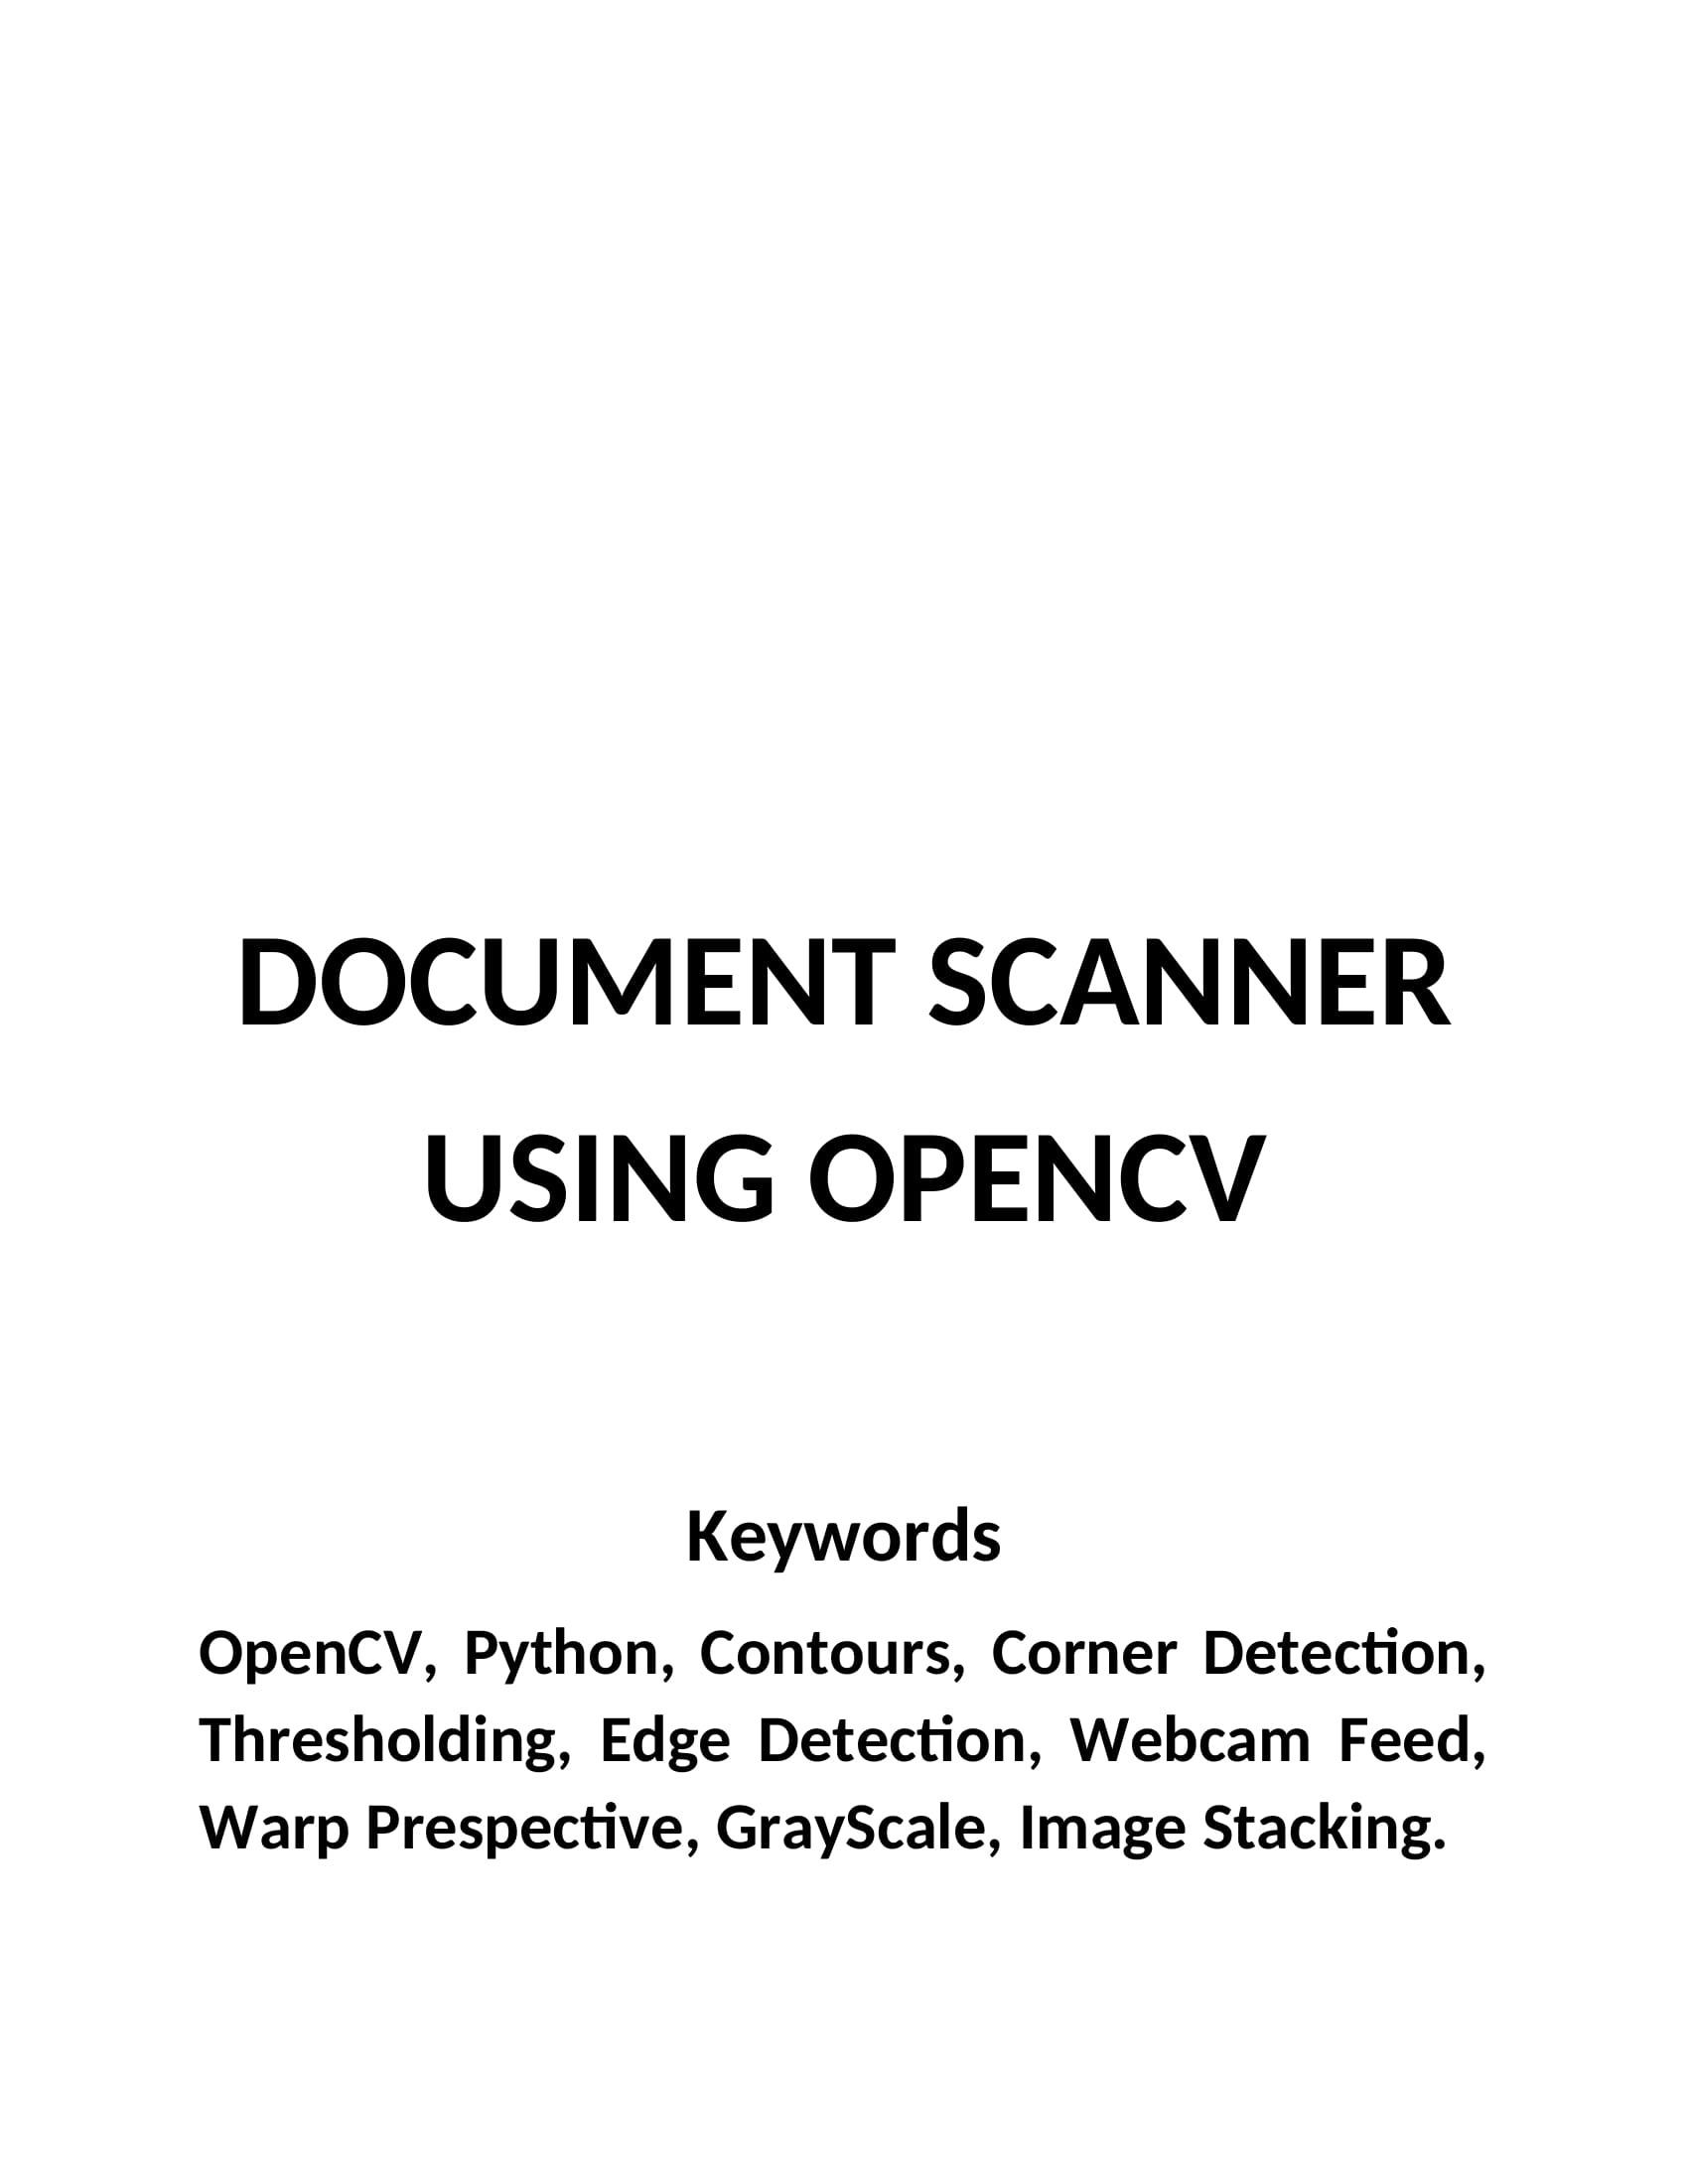 DOCUMENT SCANNER
USING OPENCV
Keywords
OpenCV, Python, Contours, Corner Detection,
Thresholding, Edge Detection, Webcam Feed,
Warp Prespective, GrayScale, Image Stacking.